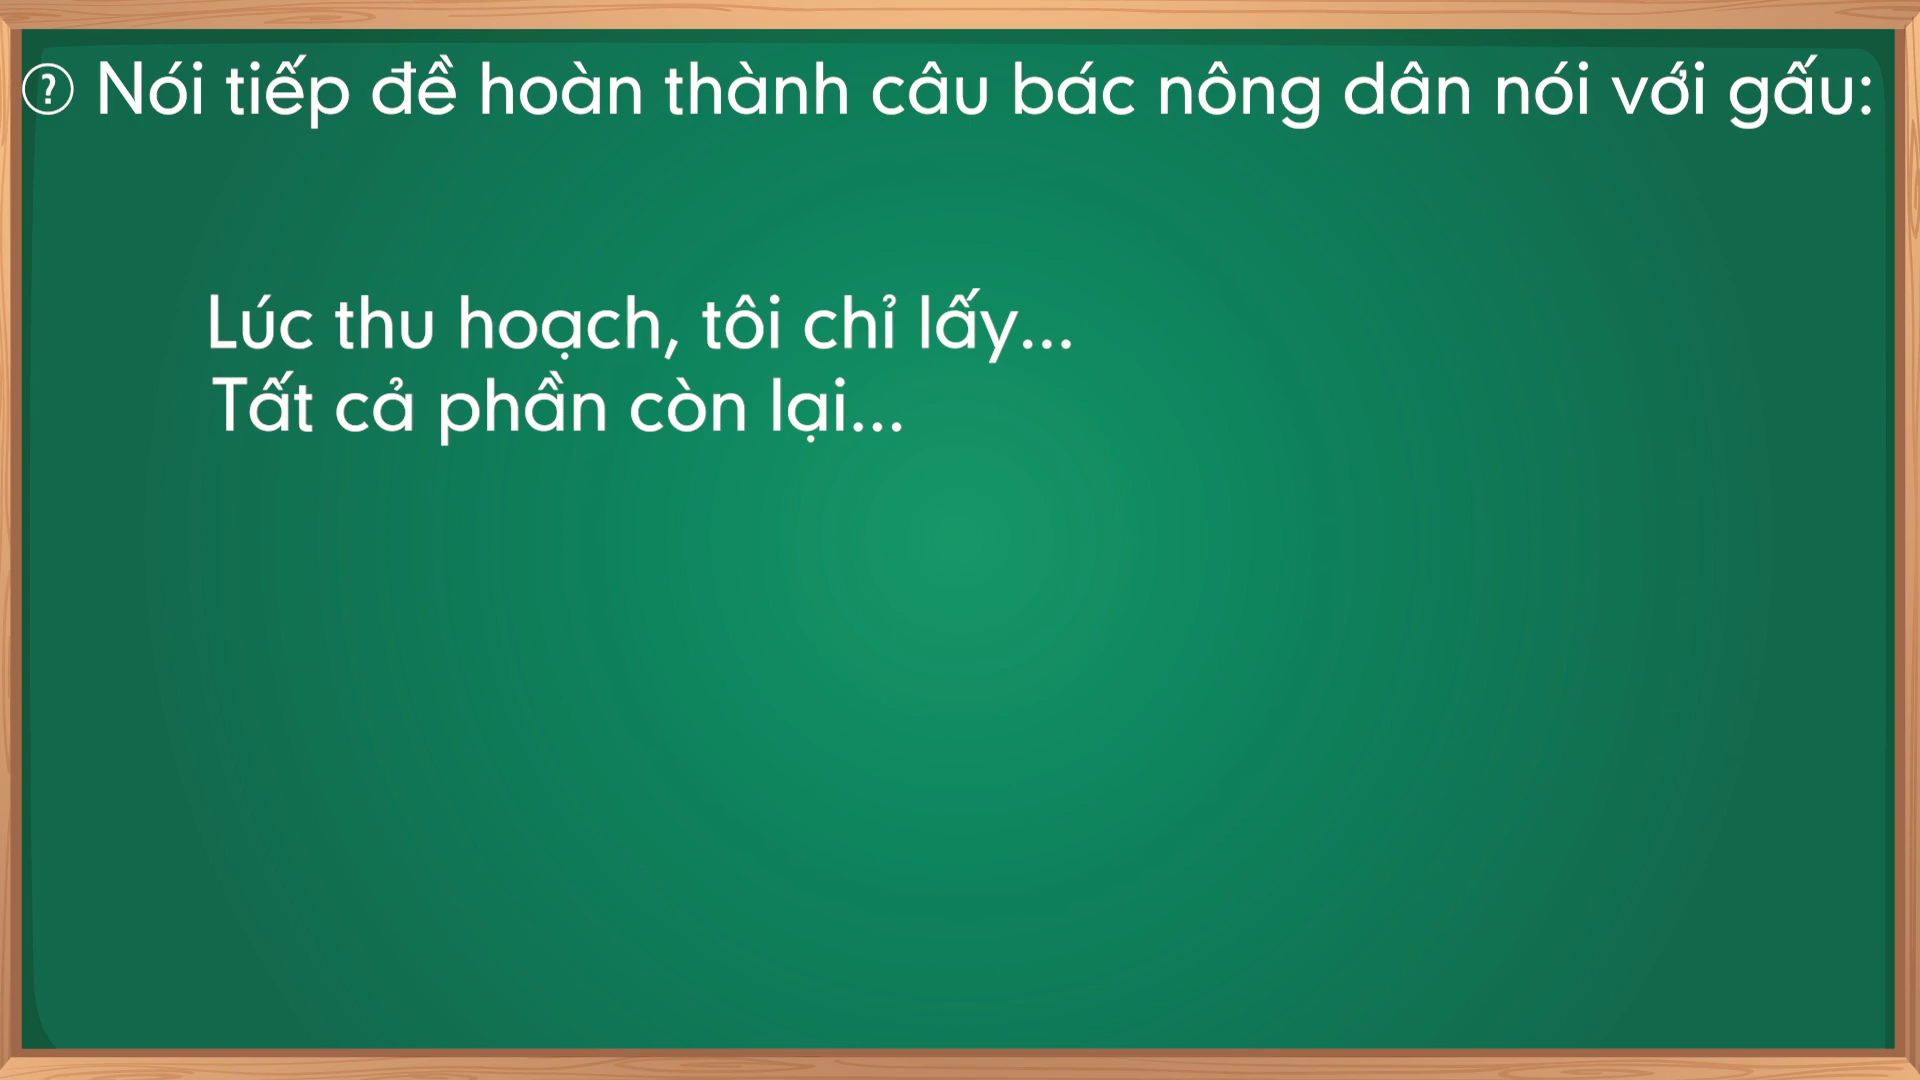 ? Nói tiếp đề hoàn thành câu bác nông dân nói với gấu:
Lúc thu hoạch, tôi chỉ lấy...
Tất cả phần còn lại...